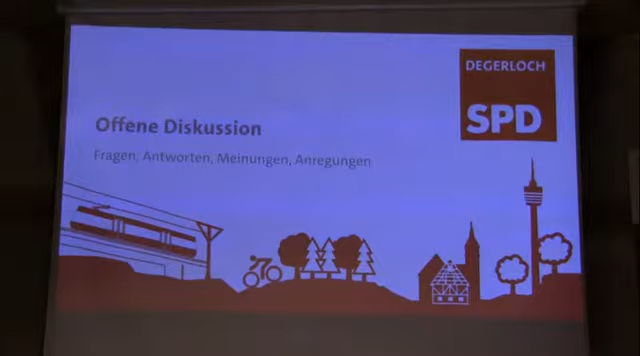 DEGERLOCH
SPD
Offene Diskussion
Fragen, Antworten, Meinungen, Anregungen